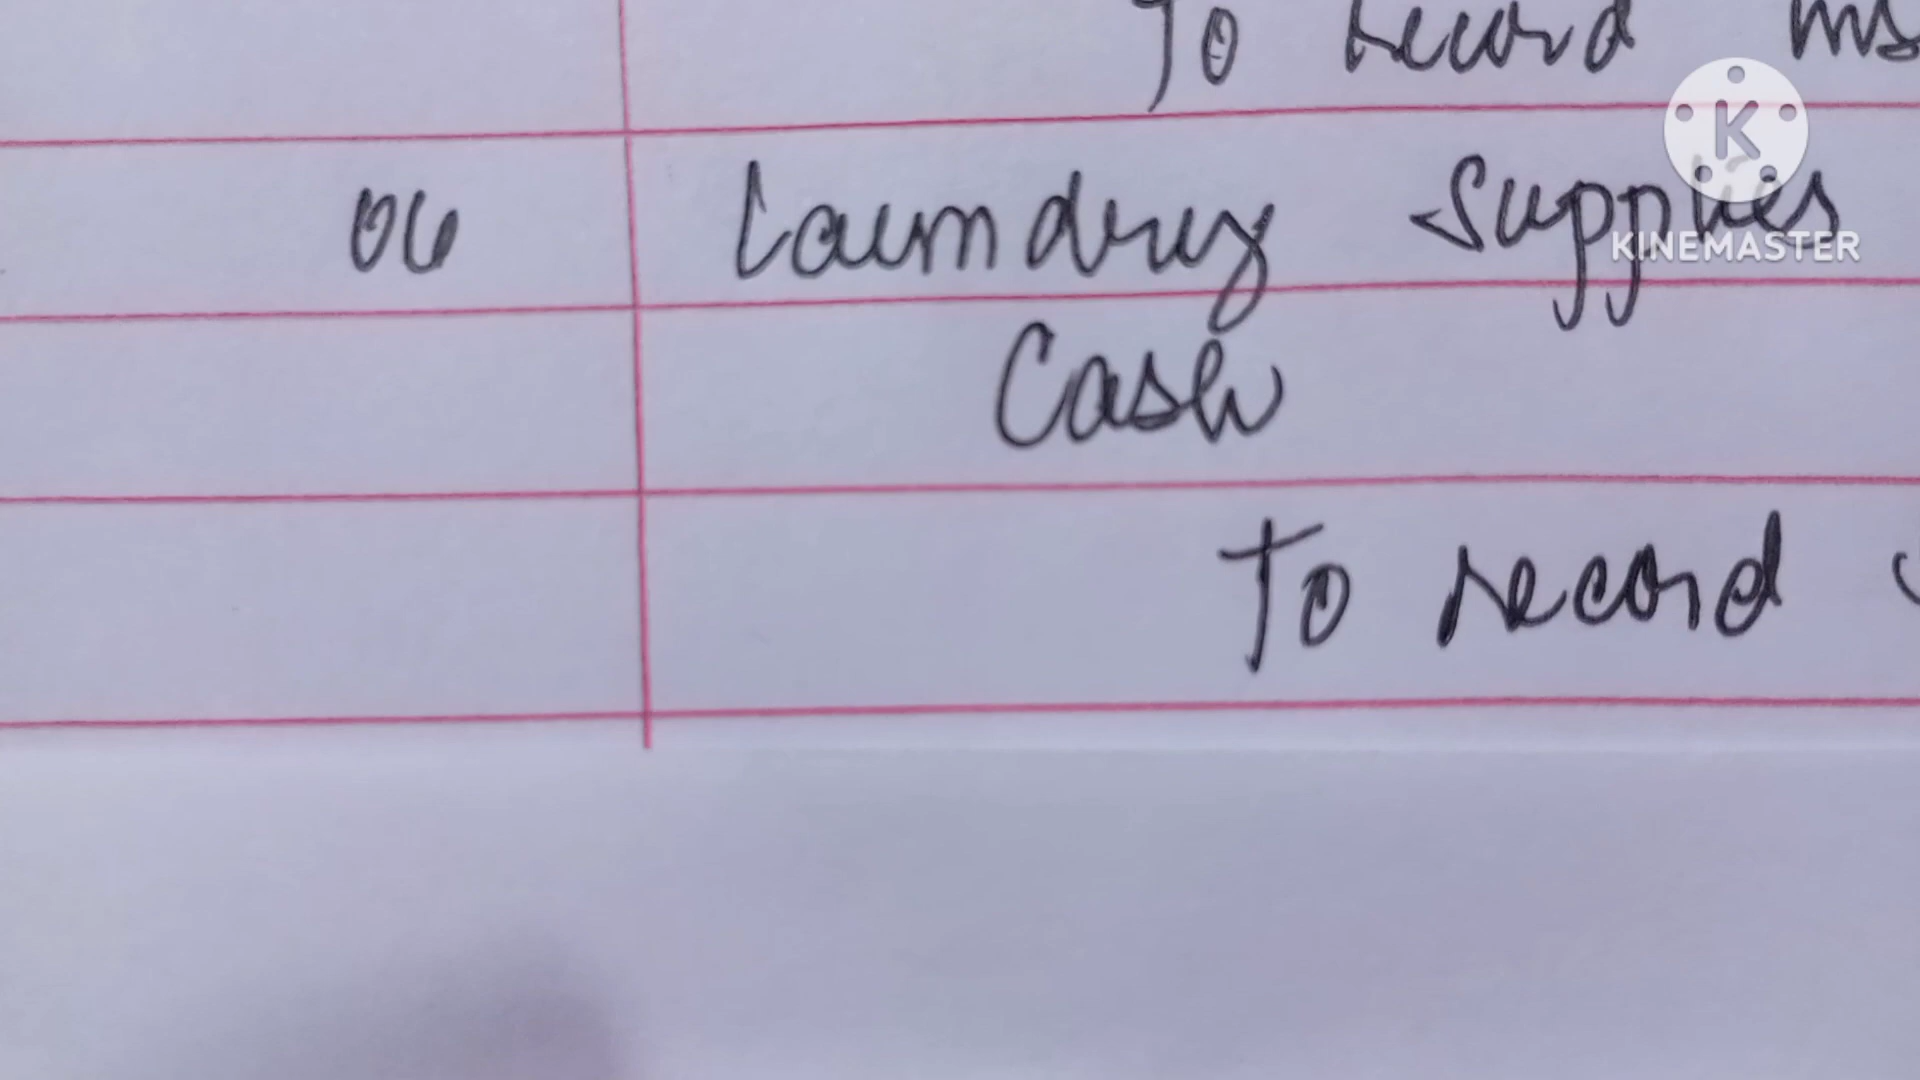 To record
06 Laundry Supplies
Cash
To record
K
KINEMASTER